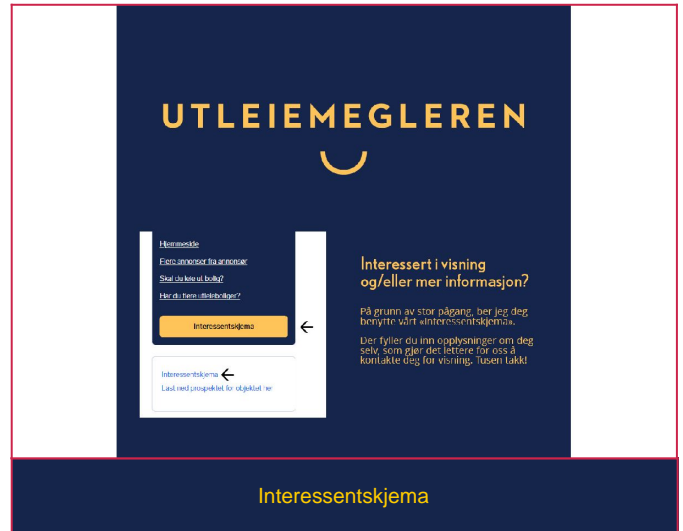 UTLEIEMEGLEREN
Hjemmeside
Flere annonser fra annonsør
Skal du leie ut bolig?
Har du flere utleieboliger?
Interessentskjema
Interessentskjema
Last ned prospektet for objektet her
Interessert i visning
og/eller mer informasjon?
På grunn av stor pågang, ber jeg deg
benytte vårt «Interessentskjema».
Der fyller du inn opplysninger om deg
selv, som gjør det lettere for oss å
kontakte deg for visning. Tusen takk!
Interessentskjema